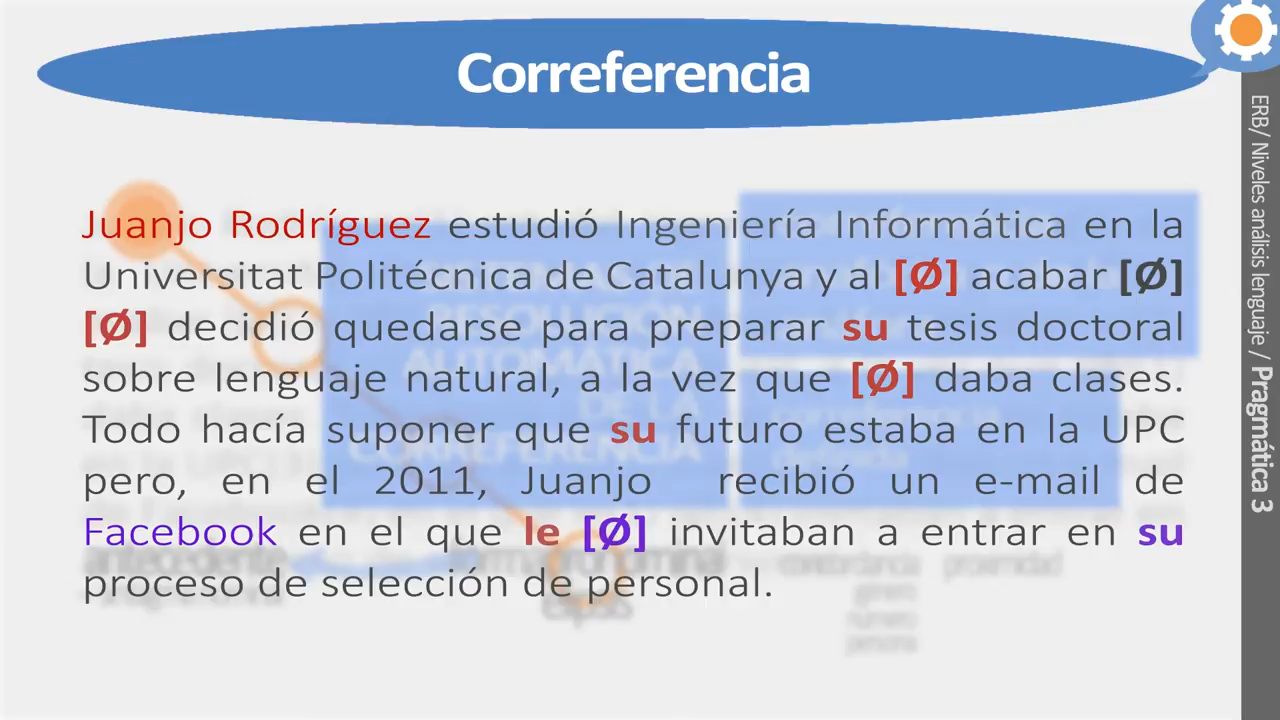 Correferencia
Juanjo Rodríguez estudió Ingeniería Informática en la
Universitat Politécnica de Catalunya y al [Ø] acabar [Ø]
[Ø] decidió quedarse para preparar su tesis doctoral
sobre lenguaje natural, a la vez que [Ø] daba clases.
Todo hacía suponer que su futuro estaba en la UPC
pero, en el 2011, Juanjo recibió un e-mail de
Facebook en el que le [Ø] invitaban a entrar en su
proceso de selección de personal.
ERB/ Niveles análisis lenguaje / Pragmática 3